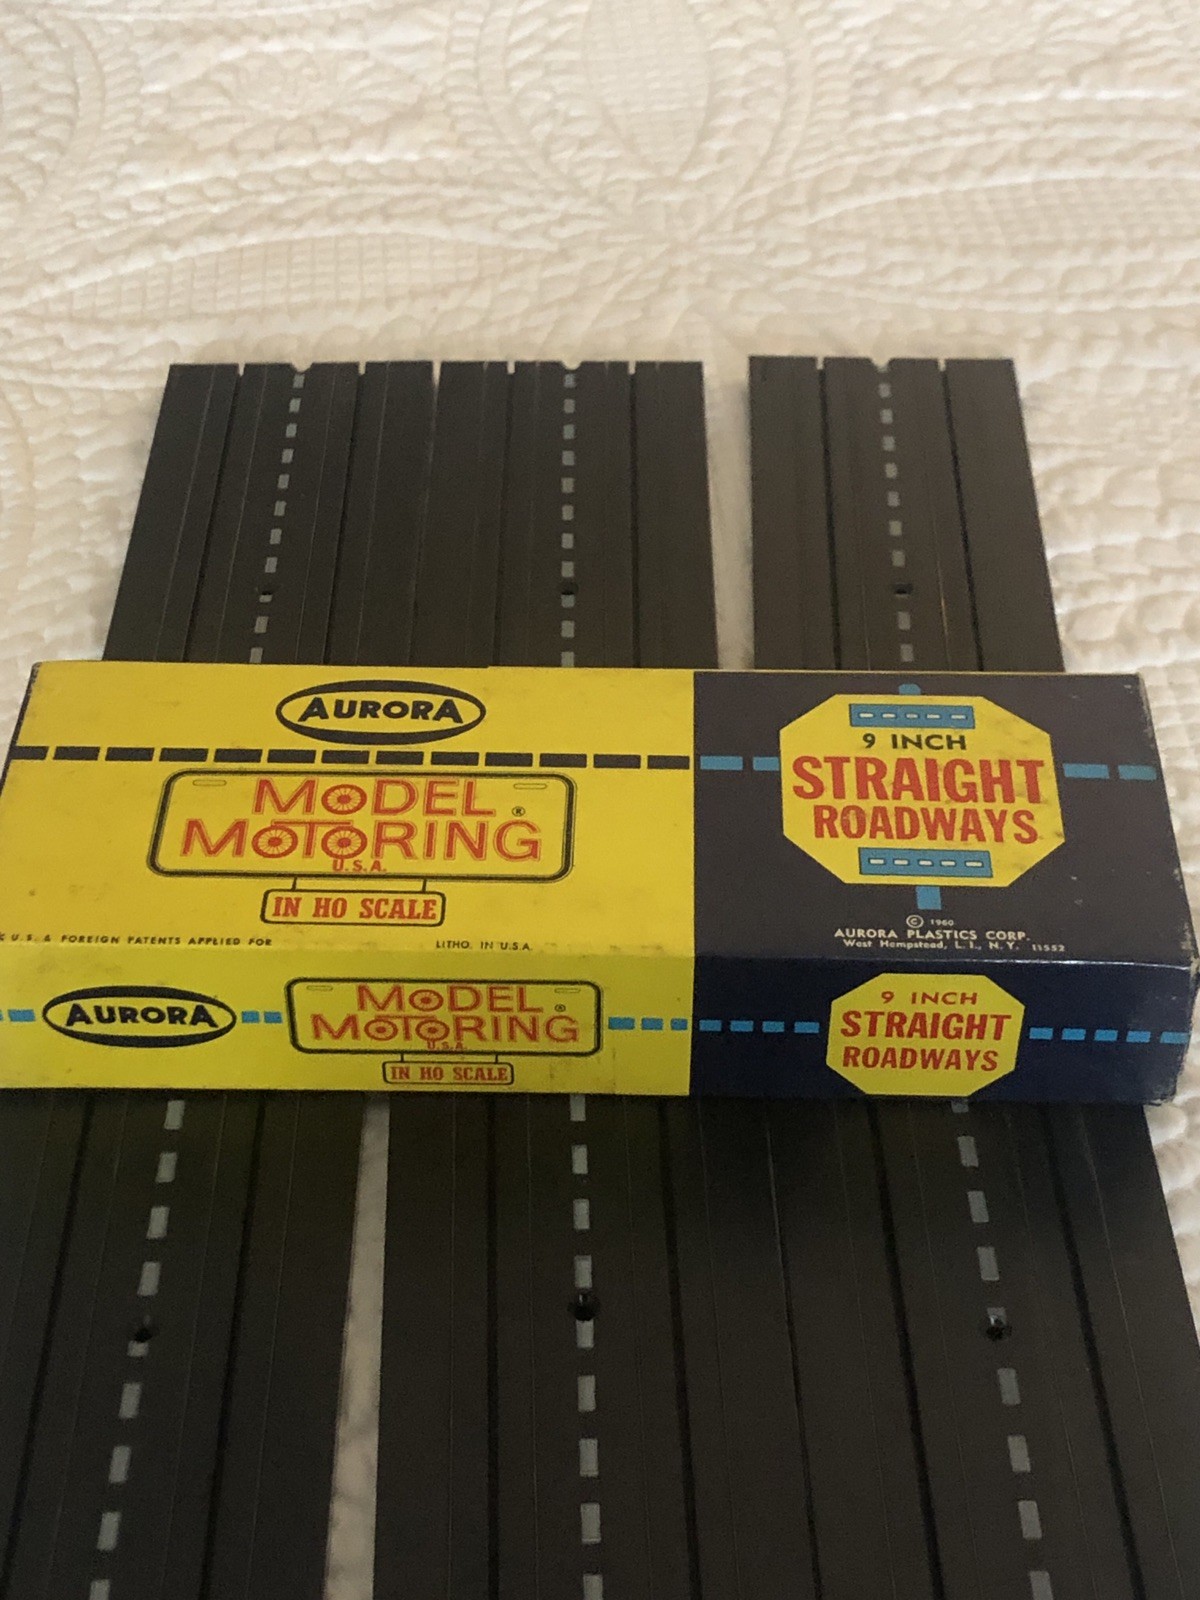 AURORA
MODEL
MOTORING ®
U.S.A.
IN HO SCALE
U.S. & FOREIGN PATENTS APPLIED FOR
LITHO. IN U.S.A.
9 INCH
STRAIGHT
ROADWAYS
© 1960
AURORA PLASTICS CORP.
West Hempstead, L. I., N. Y. 11552
AURORA
MODEL ®
MOTORING
U.S.A.
IN HO SCALE
9 INCH
STRAIGHT
ROADWAYS